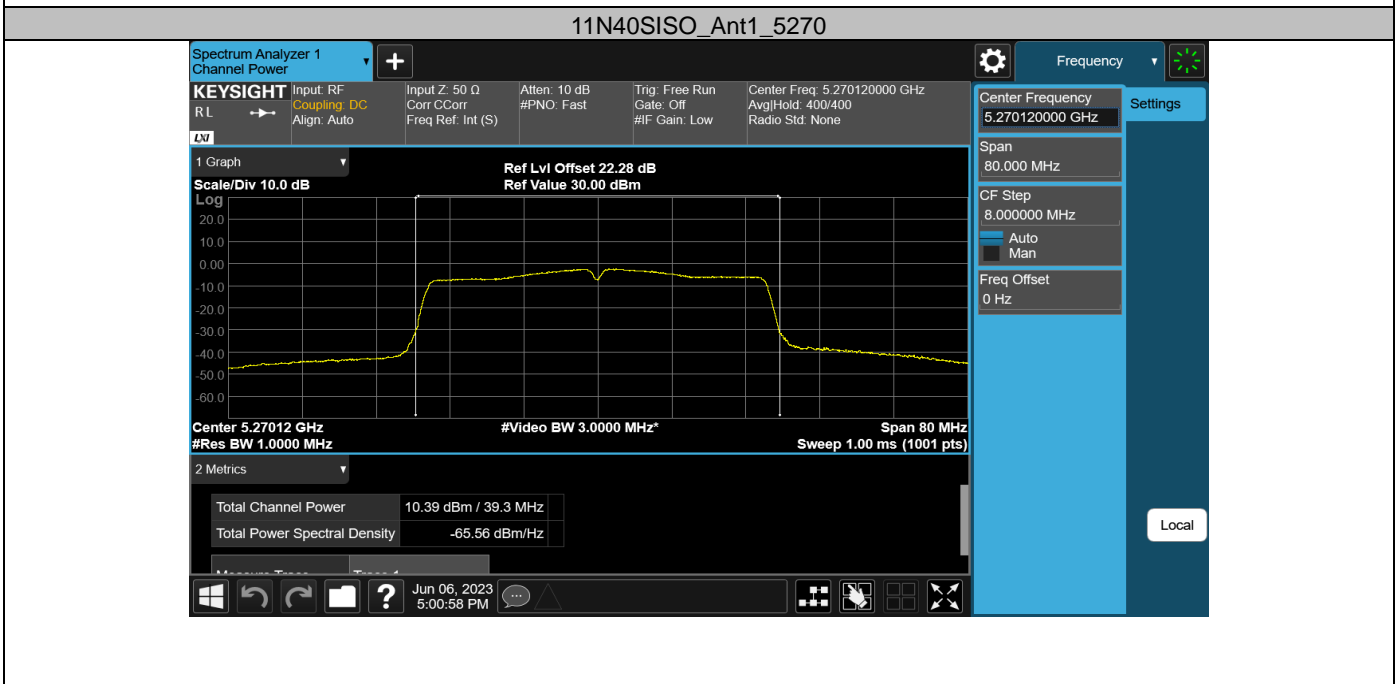 11N40SISO_Ant1_5270
Spectrum Analyzer 1
Channel Power
Frequency
KEYSIGHT
R L
LXI
Input: RF
Coupling: DC
Align: Auto
Input Z: 50 Ω
Corr CCorr
Freq Ref: Int (S)
Atten: 10 dB
#PNO: Fast
Trig: Free Run
Gate: Off
#IF Gain: Low
Center Freq: 5.270120000 GHz
Avg|Hold: 400/400
Radio Std: None
Center Frequency
5.270120000 GHz
Settings
Span
80.000 MHz
CF Step
8.000000 MHz
Auto
Man
Freq Offset
0 Hz
1 Graph
Ref Lvl Offset 22.28 dB
Scale/Div 10.0 dB
Ref Value 30.00 dBm
Log
20.0
10.0
0.00
-10.0
-20.0
-30.0
-40.0
-50.0
-60.0
Center 5.27012 GHz
#Video BW 3.0000 MHz*
Span 80 MHz
#Res BW 1.0000 MHz
Sweep 1.00 ms (1001 pts)
2 Metrics
Total Channel Power 10.39 dBm / 39.3 MHz
Total Power Spectral Density -65.56 dBm/Hz
Measure Trace Trace 1
Local
?
Jun 06, 2023
5:00:58 PM